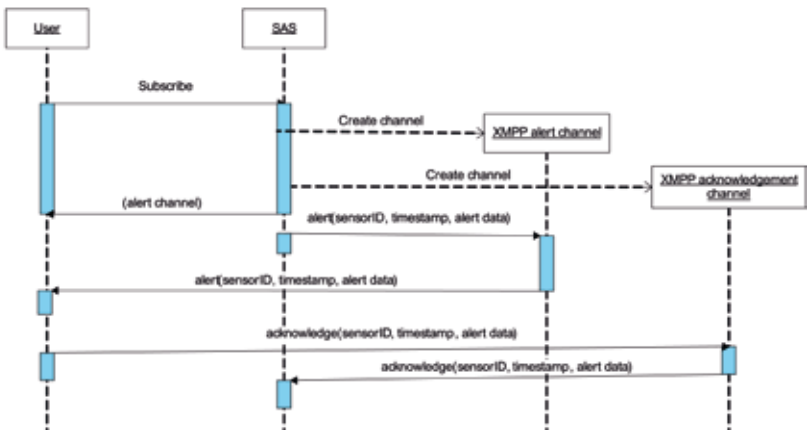 User
SAS
Subscribe
Create channel
XMPP alert channel
Create channel
XMPP acknowledgement
channel
(alert channel)
alert(sensorID, timestamp, alert data)
alert(sensorID, timestamp, alert data)
acknowledge(sensorID, timestamp, alert data)
acknowledge(sensorID, timestamp, alert data)